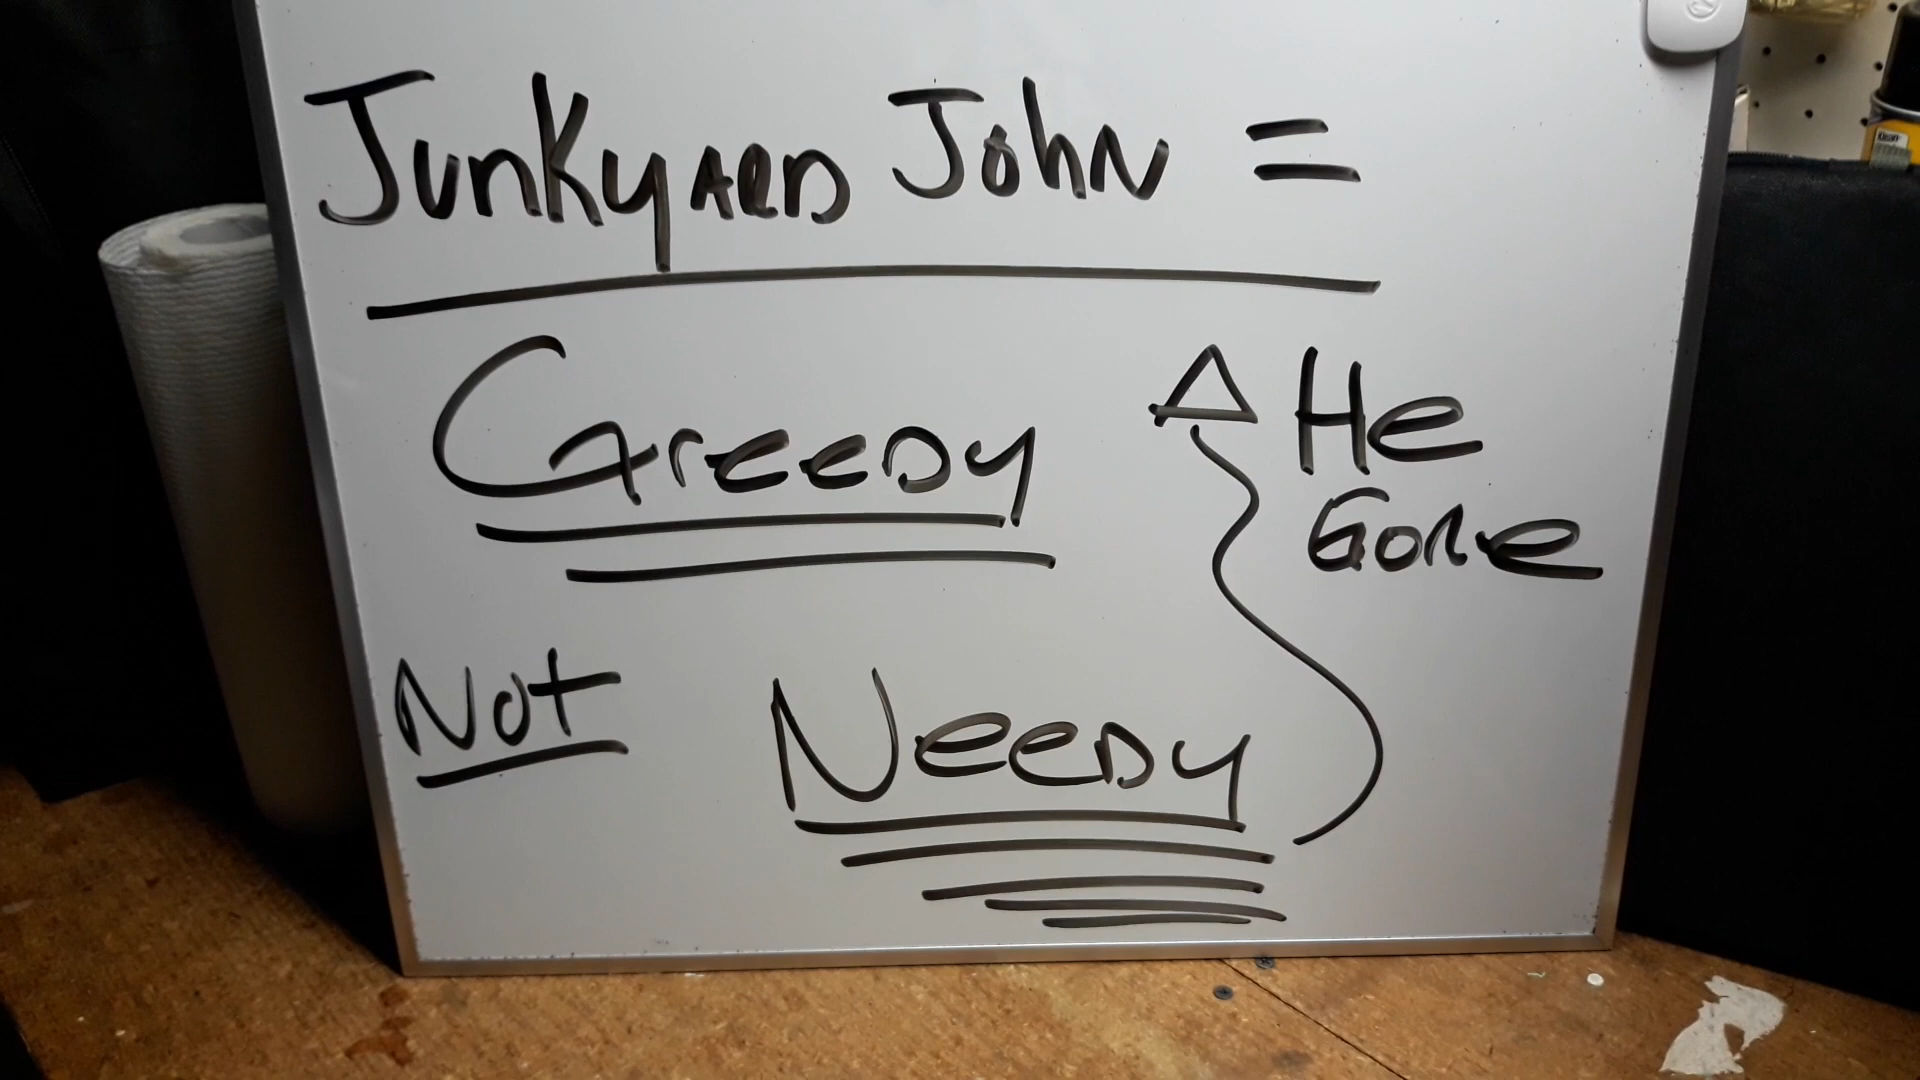 Junkyard John =
Greedy
He
Gone
Not Needy